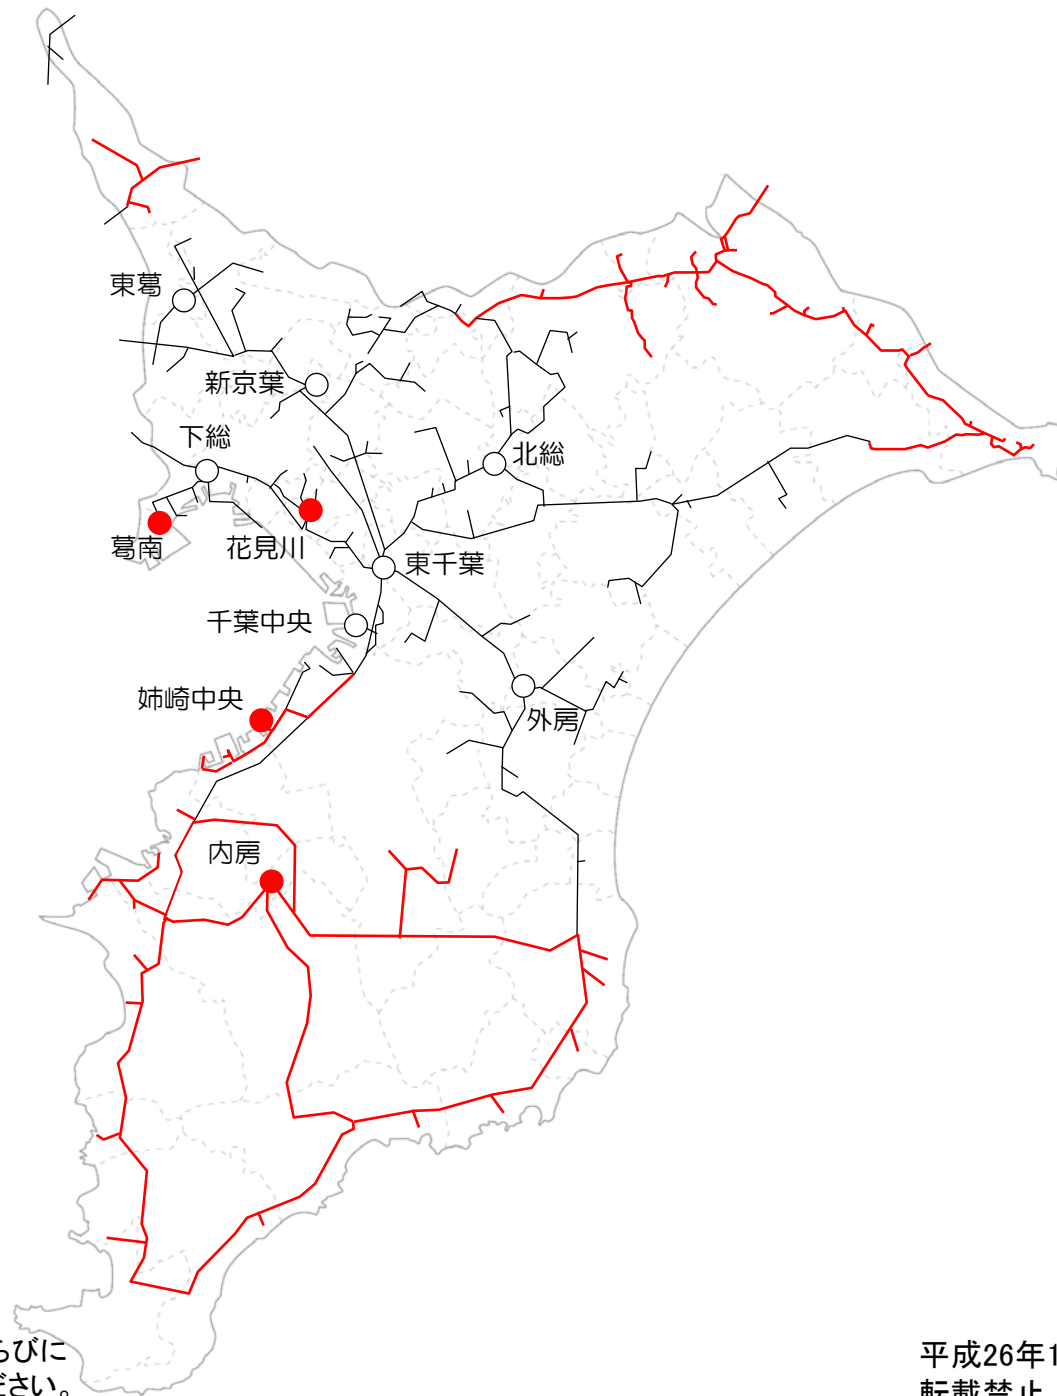 東葛
新京葉
下総
北総
葛南
花見川
東千葉
千葉中央
姉崎中央
外房
内房
らびに
ださい。
平成26年1
転載禁止